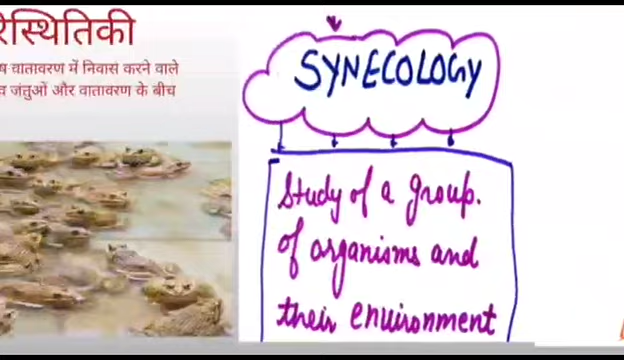 रिस्थितिकी
वातावरण में निवास करने वाले
जंतुओं और वातावरण के बीच
SYNECOLOGY
Study of a group.
of organisms and
their environment